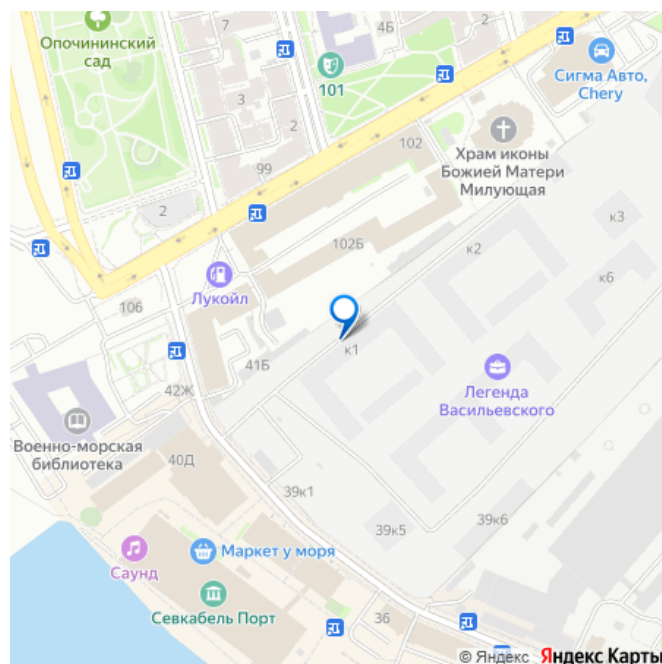 Опочининский
сад
7
4Б
Сигма Авто,
Chery
3
101
2
102
99
Храм иконы
Божией Матери
Милующая
2
к3
к2
102Б
к6
Лукойл
106
к1
41Б
42Ж
Легенда
Васильевского
Военно-морская
библиотека
40Д
39к1
39к5
39к6
Саунд
Маркет у моря
Севкабель Порт
36
© Яндекс Яндекс Карты